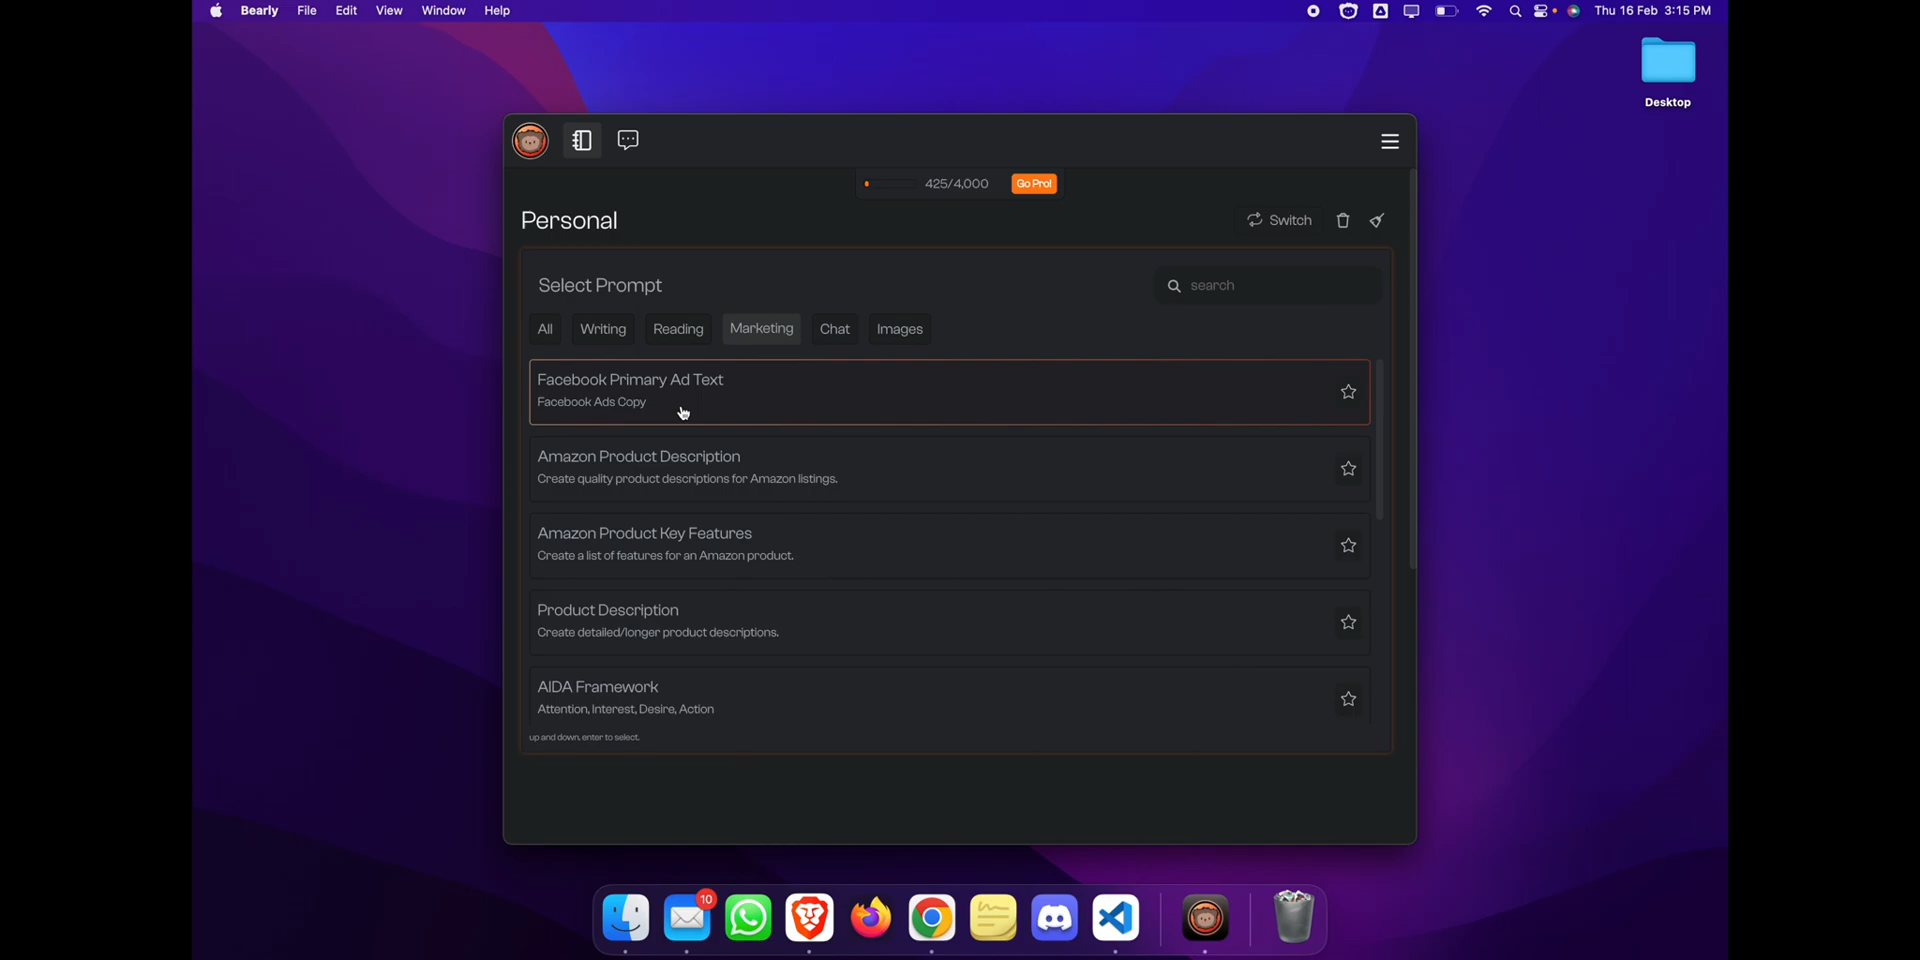 Bearly File Edit View Window Help Thu 16 Feb 3:15 PM
Desktop
425/4,000 Go Pro!
Personal Switch
Select Prompt search
All Writing Reading Marketing Chat Images
Facebook Primary Ad Text
Facebook Ads Copy
Amazon Product Description
Create quality product descriptions for Amazon listings.
Amazon Product Key Features
Create a list of features for an Amazon product.
Product Description
Create detailed/longer product descriptions.
AIDA Framework
Attention, Interest, Desire, Action
up and down, enter to select.
10